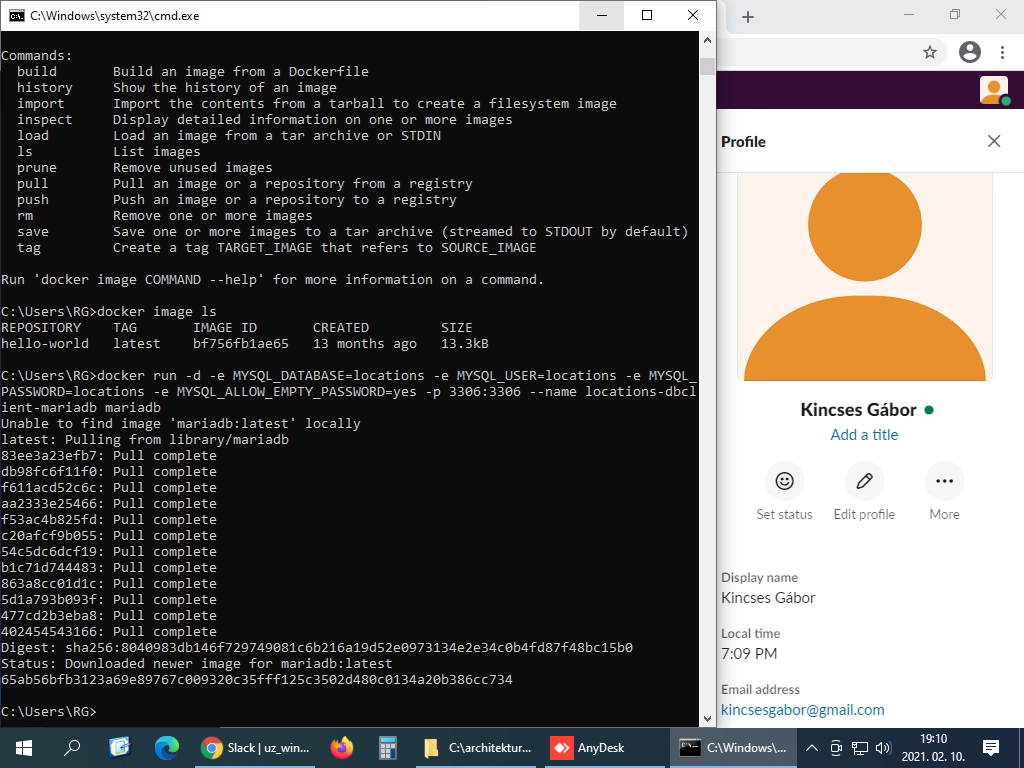 C:\Windows\system32\cmd.exe
Commands:
build Build an image from a Dockerfile
history Show the history of an image
import Import the contents from a tarball to create a filesystem image
inspect Display detailed information on one or more images
load Load an image from a tar archive or STDIN
ls List images
prune Remove unused images
pull Pull an image or a repository from a registry
push Push an image or a repository to a registry
rm Remove one or more images
save Save one or more images to a tar archive (streamed to STDOUT by default)
tag Create a tag TARGET_IMAGE that refers to SOURCE_IMAGE
Run 'docker image COMMAND --help' for more information on a command.
C:\Users\RG>docker image ls
REPOSITORY TAG IMAGE ID CREATED SIZE
hello-world latest bf756fb1ae65 13 months ago 13.3kB
C:\Users\RG>docker run -d -e MYSQL_DATABASE=locations -e MYSQL_USER=locations -e MYSQL_
PASSWORD=locations -e MYSQL_ALLOW_EMPTY_PASSWORD=yes -p 3306:3306 --name locations-dbcl
ient-mariadb mariadb
Unable to find image 'mariadb:latest' locally
latest: Pulling from library/mariadb
83ee3a23efb7: Pull complete
db98fc6f11f0: Pull complete
f611acd52c6c: Pull complete
aa2333e25466: Pull complete
f53ac4b825fd: Pull complete
c20afcf9b055: Pull complete
54c5dc6dcf19: Pull complete
b1c71d744483: Pull complete
863a8cc01d1c: Pull complete
5d1a793b093f: Pull complete
477cd2b3eba8: Pull complete
402454543166: Pull complete
Digest: sha256:8040983db146f729749081c6b216a19d52e0973134e2e34c0b4fd87f48bc15b0
Status: Downloaded newer image for mariadb:latest
65ab56bfb3123a69e89767c009320c35fff125c3502d480c0134a20b386cc734
C:\Users\RG>
Profile
Kincses Gábor
Add a title
Set status Edit profile More
Display name
Kincses Gábor
Local time
7:09 PM
Email address
kincsesgabor@gmail.com
Slack | uz_win... C:\architektur... AnyDesk C:\Windows\... 19:10
2021. 02. 10.